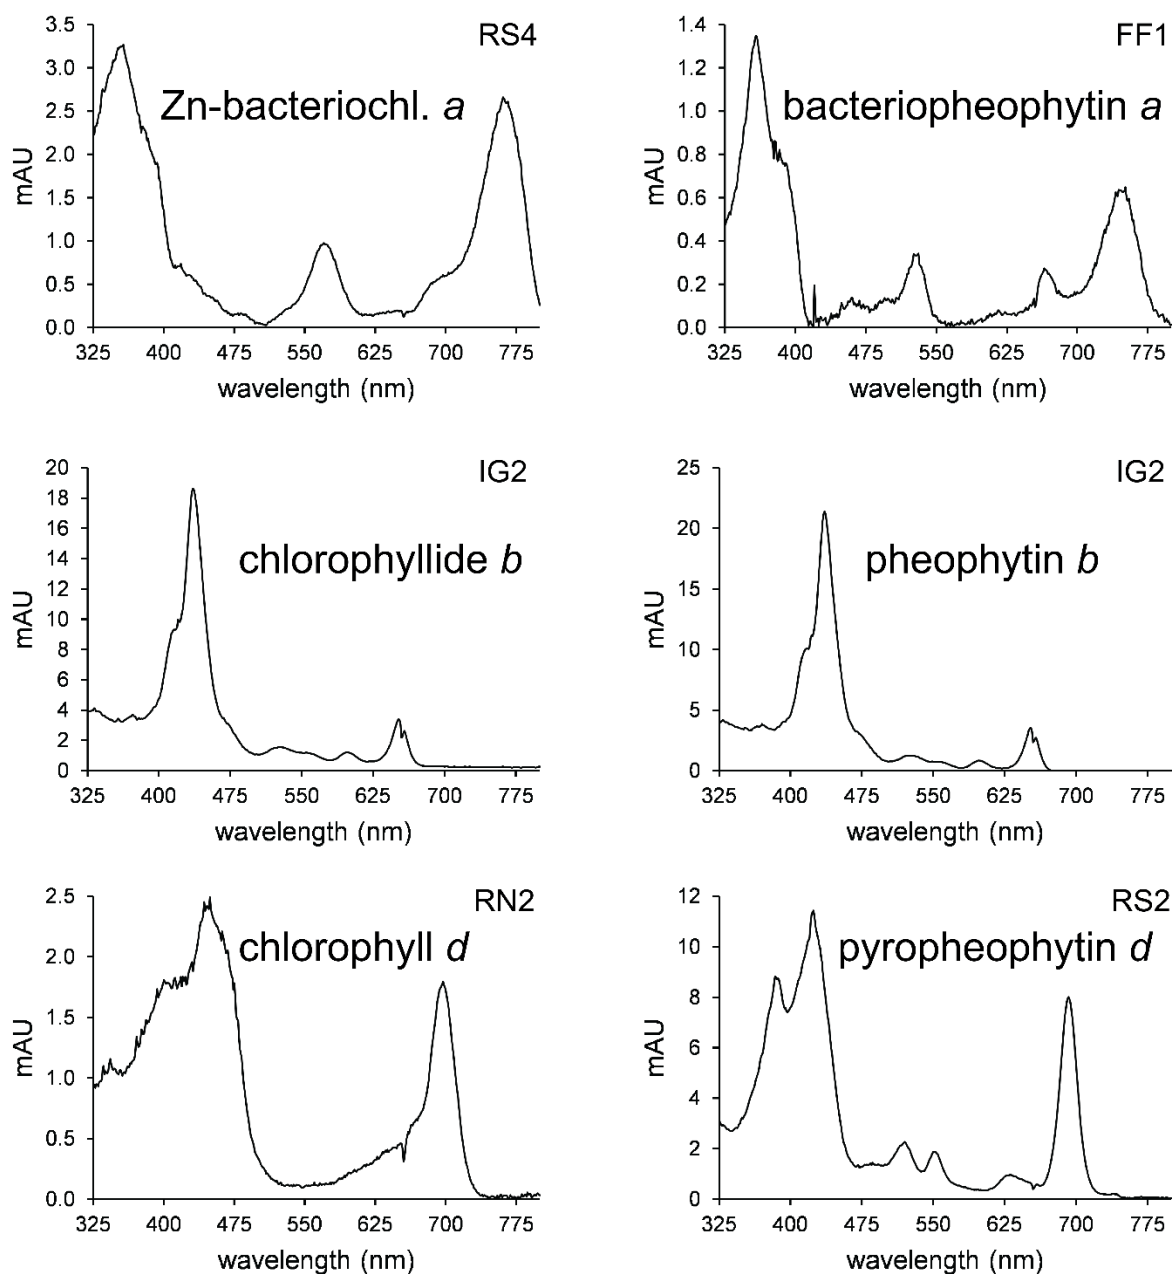 RS4
Zn-bacteriochl. a
mAU
3.5
3.0
2.5
2.0
1.5
1.0
0.5
0.0
325 400 475 550 625 700 775
wavelength (nm)
FF1
bacteriopheophytin a
mAU
1.4
1.2
1.0
0.8
0.6
0.4
0.2
0.0
325 400 475 550 625 700 775
wavelength (nm)
IG2
chlorophyllide b
mAU
20
18
16
14
12
10
8
6
4
2
0
325 400 475 550 625 700 775
wavelength (nm)
IG2
pheophytin b
mAU
25
20
15
10
5
0
325 400 475 550 625 700 775
wavelength (nm)
RN2
chlorophyll d
mAU
2.5
2.0
1.5
1.0
0.5
0.0
325 400 475 550 625 700 775
wavelength (nm)
RS2
pyropheophytin d
mAU
12
10
8
6
4
2
0
325 400 475 550 625 700 775
wavelength (nm)